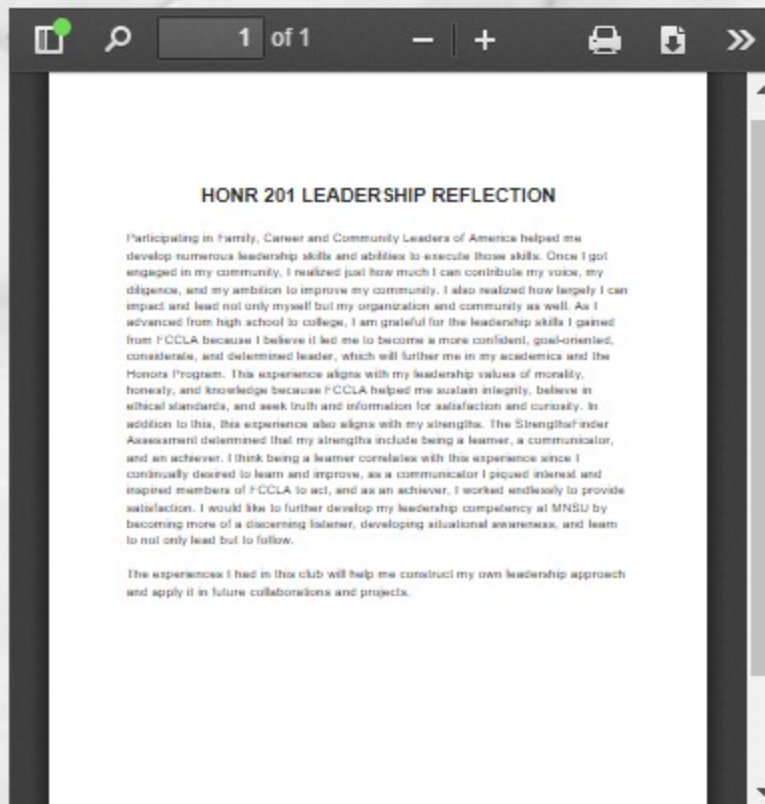 1 of 1
HONR 201 LEADERSHIP REFLECTION
Participating in Family, Career and Community Leaders of America helped me
develop numerous leadership skills and abilities to execute those skills. Once I got
engaged in my community, I realized just how much I can contribute my voice, my
diligence, and my ambition to improve my community. I also realized how largely I can
impact and lead not only myself but my organization and community as well. As I
advanced from high school to college, I am grateful for the leadership skills I gained
from FCCLA because I believe it led me to become a more confident, goal-oriented,
considerate, and determined leader, which will further me in my academics and the
Honors Program. This experience aligns with my leadership values of morality,
honesty, and knowledge because FCCLA helped me sustain integrity, believe in
ethical standards, and seek truth and information for satisfaction and curiosity. In
addition to this, this experience also aligns with my strengths. The StrengthsFinder
Assessment determined that my strengths include being a learner, a communicator,
and an achiever. I think being a learner correlates with this experience since I
continually desired to learn and improve, as a communicator I piqued interest and
inspired members of FCCLA to act, and as an achiever, I worked endlessly to provide
satisfaction. I would like to further develop my leadership competency at MNSU by
becoming more of a discerning listener, developing situational awareness, and learn
to not only lead but to follow.
The experiences I had in this club will help me construct my own leadership approach
and apply it in future collaborations and projects.